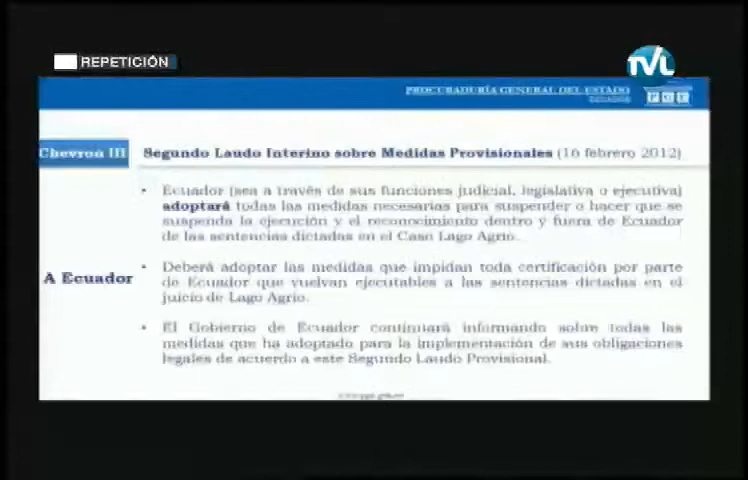 REPETICIÓN
TVL
PROCURADURÍA GENERAL DEL ESTADO
ECUADOR
PGE
Chevron III
Segundo Laudo Interino sobre Medidas Provisionales (16 febrero 2012)
• Ecuador (sea a través de sus funciones judicial, legislativa o ejecutiva)
adoptará todas las medidas necesarias para suspender o hacer que se
suspenda la ejecución y el reconocimiento dentro y fuera de Ecuador
de las sentencias dictadas en el Caso Lago Agrio.
A Ecuador
• Deberá adoptar las medidas que impidan toda certificación por parte
de Ecuador que vuelvan ejecutables a las sentencias dictadas en el
juicio de Lago Agrio.
• El Gobierno de Ecuador continuará informando sobre todas las
medidas que ha adoptado para la implementación de sus obligaciones
legales de acuerdo a este Segundo Laudo Provisional.